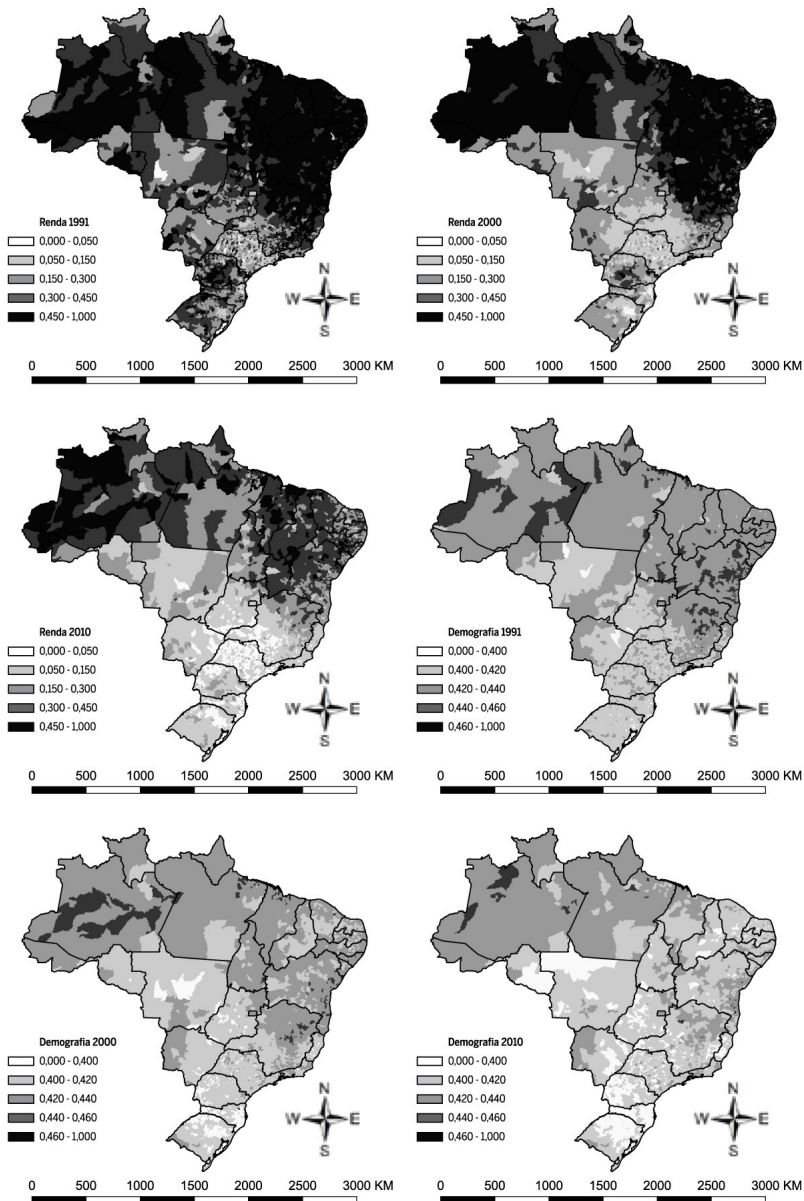 Renda 1991
0,000 - 0,050
0,050 - 0,150
0,150 - 0,300
0,300 - 0,450
0,450 - 1,000
N
W E
S
0 500 1000 1500 2000 2500 3000 KM
Renda 2000
0,000 - 0,050
0,050 - 0,150
0,150 - 0,300
0,300 - 0,450
0,450 - 1,000
N
W E
S
0 500 1000 1500 2000 2500 3000 KM
Renda 2010
0,000 - 0,050
0,050 - 0,150
0,150 - 0,300
0,300 - 0,450
0,450 - 1,000
N
W E
S
0 500 1000 1500 2000 2500 3000 KM
Demografia 1991
0,000 - 0,400
0,400 - 0,420
0,420 - 0,440
0,440 - 0,460
0,460 - 1,000
N
W E
S
0 500 1000 1500 2000 2500 3000 KM
Demografia 2000
0,000 - 0,400
0,400 - 0,420
0,420 - 0,440
0,440 - 0,460
0,460 - 1,000
N
W E
S
0 500 1000 1500 2000 2500 3000 KM
Demografia 2010
0,000 - 0,400
0,400 - 0,420
0,420 - 0,440
0,440 - 0,460
0,460 - 1,000
N
W E
S
0 500 1000 1500 2000 2500 3000 KM